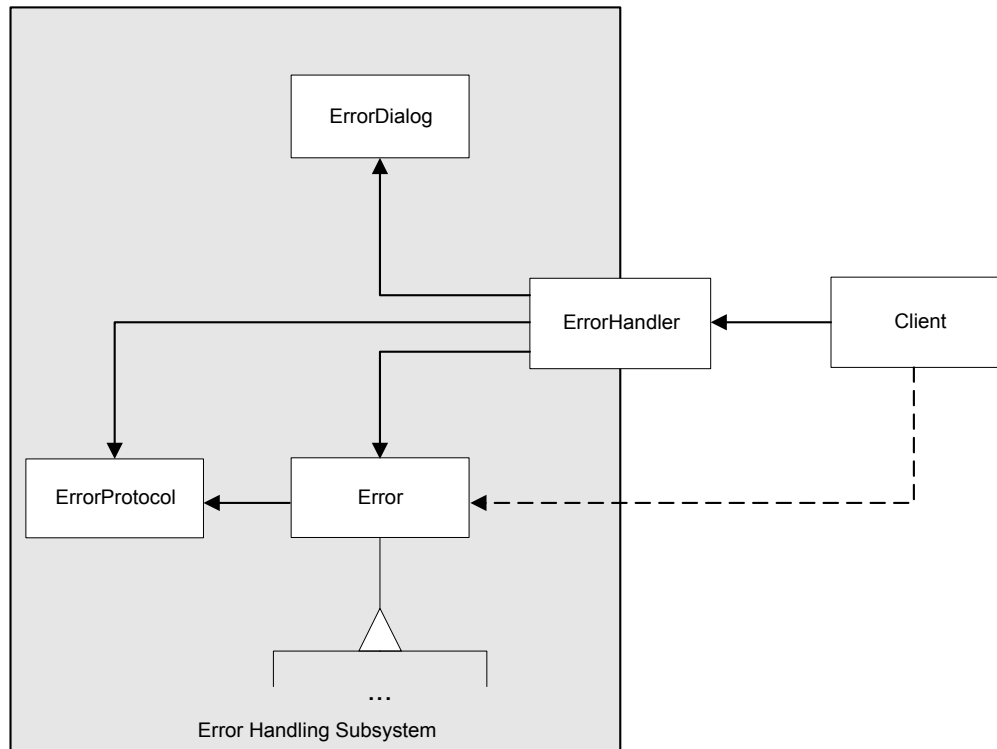 ErrorDialog
ErrorHandler
Client
ErrorProtocol
Error
...
Error Handling Subsystem